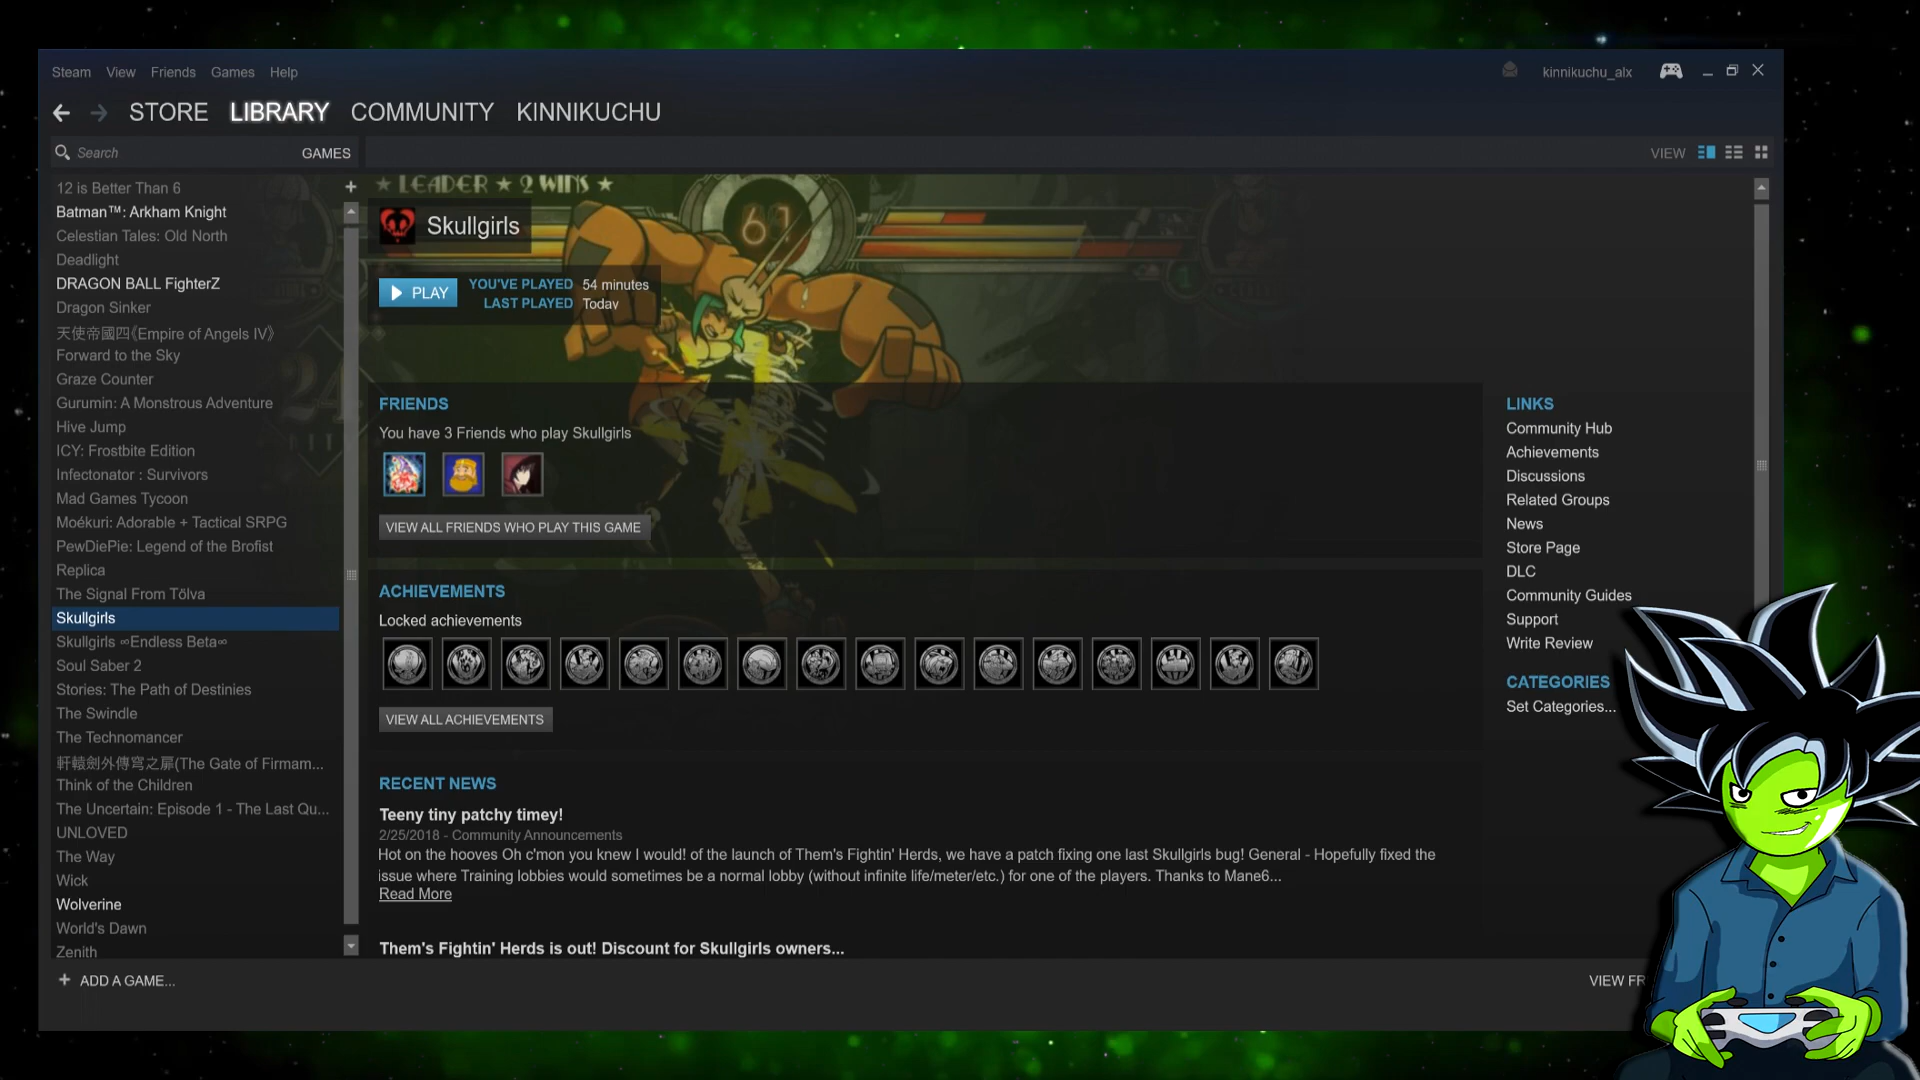 Steam View Friends Games Help
kinnikuchu_alx
STORE LIBRARY COMMUNITY KINNIKUCHU
Search GAMES
VIEW
12 is Better Than 6
Batman™: Arkham Knight
Celestian Tales: Old North
Deadlight
DRAGON BALL FighterZ
Dragon Sinker
天使帝國四《Empire of Angels IV》
Forward to the Sky
Graze Counter
Gurumin: A Monstrous Adventure
Hive Jump
ICY: Frostbite Edition
Infectonator : Survivors
Mad Games Tycoon
Moékuri: Adorable + Tactical SRPG
PewDiePie: Legend of the Brofist
Replica
The Signal From Tölva
Skullgirls
Skullgirls ∞Endless Beta∞
Soul Saber 2
Stories: The Path of Destinies
The Swindle
The Technomancer
軒轅劍外傳穹之扉(The Gate of Firmam...
Think of the Children
The Uncertain: Episode 1 - The Last Qu...
UNLOVED
The Way
Wick
Wolverine
World's Dawn
Zenith
+ ADD A GAME...
★ LEADER ★ 2 WINS ★
61
Skullgirls
PLAY
YOU'VE PLAYED 54 minutes
LAST PLAYED Today
FRIENDS
You have 3 Friends who play Skullgirls
VIEW ALL FRIENDS WHO PLAY THIS GAME
ACHIEVEMENTS
Locked achievements
VIEW ALL ACHIEVEMENTS
RECENT NEWS
Teeny tiny patchy timey!
2/25/2018 - Community Announcements
Hot on the hooves Oh c'mon you knew I would! of the launch of Them's Fightin' Herds, we have a patch fixing one last Skullgirls bug! General - Hopefully fixed the
issue where Training lobbies would sometimes be a normal lobby (without infinite life/meter/etc.) for one of the players. Thanks to Mane6...
Read More
Them's Fightin' Herds is out! Discount for Skullgirls owners...
LINKS
Community Hub
Achievements
Discussions
Related Groups
News
Store Page
DLC
Community Guides
Support
Write Review
CATEGORIES
Set Categories...
VIEW FR